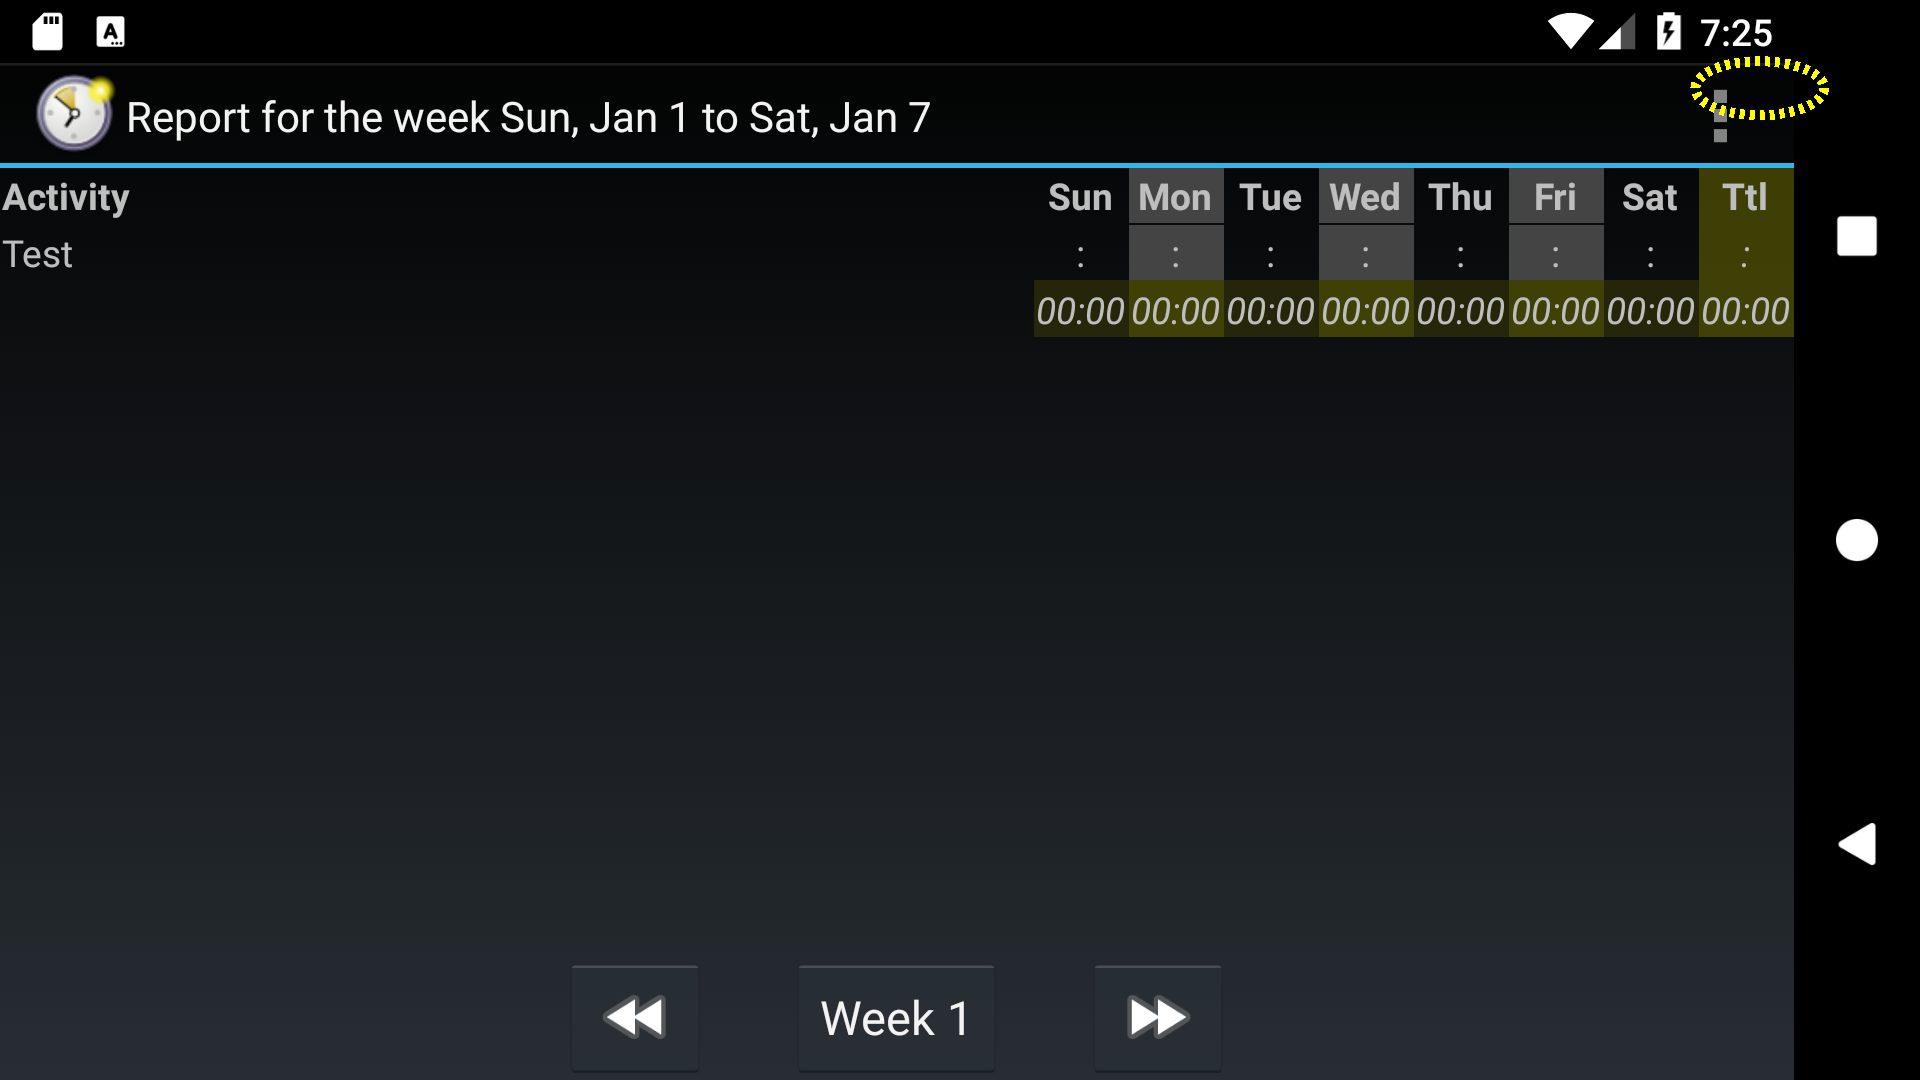 7:25
Report for the week Sun, Jan 1 to Sat, Jan 7
Activity Sun Mon Tue Wed Thu Fri Sat Ttl
Test : : : : : : : :
00:00 00:00 00:00 00:00 00:00 00:00 00:00 00:00
Week 1